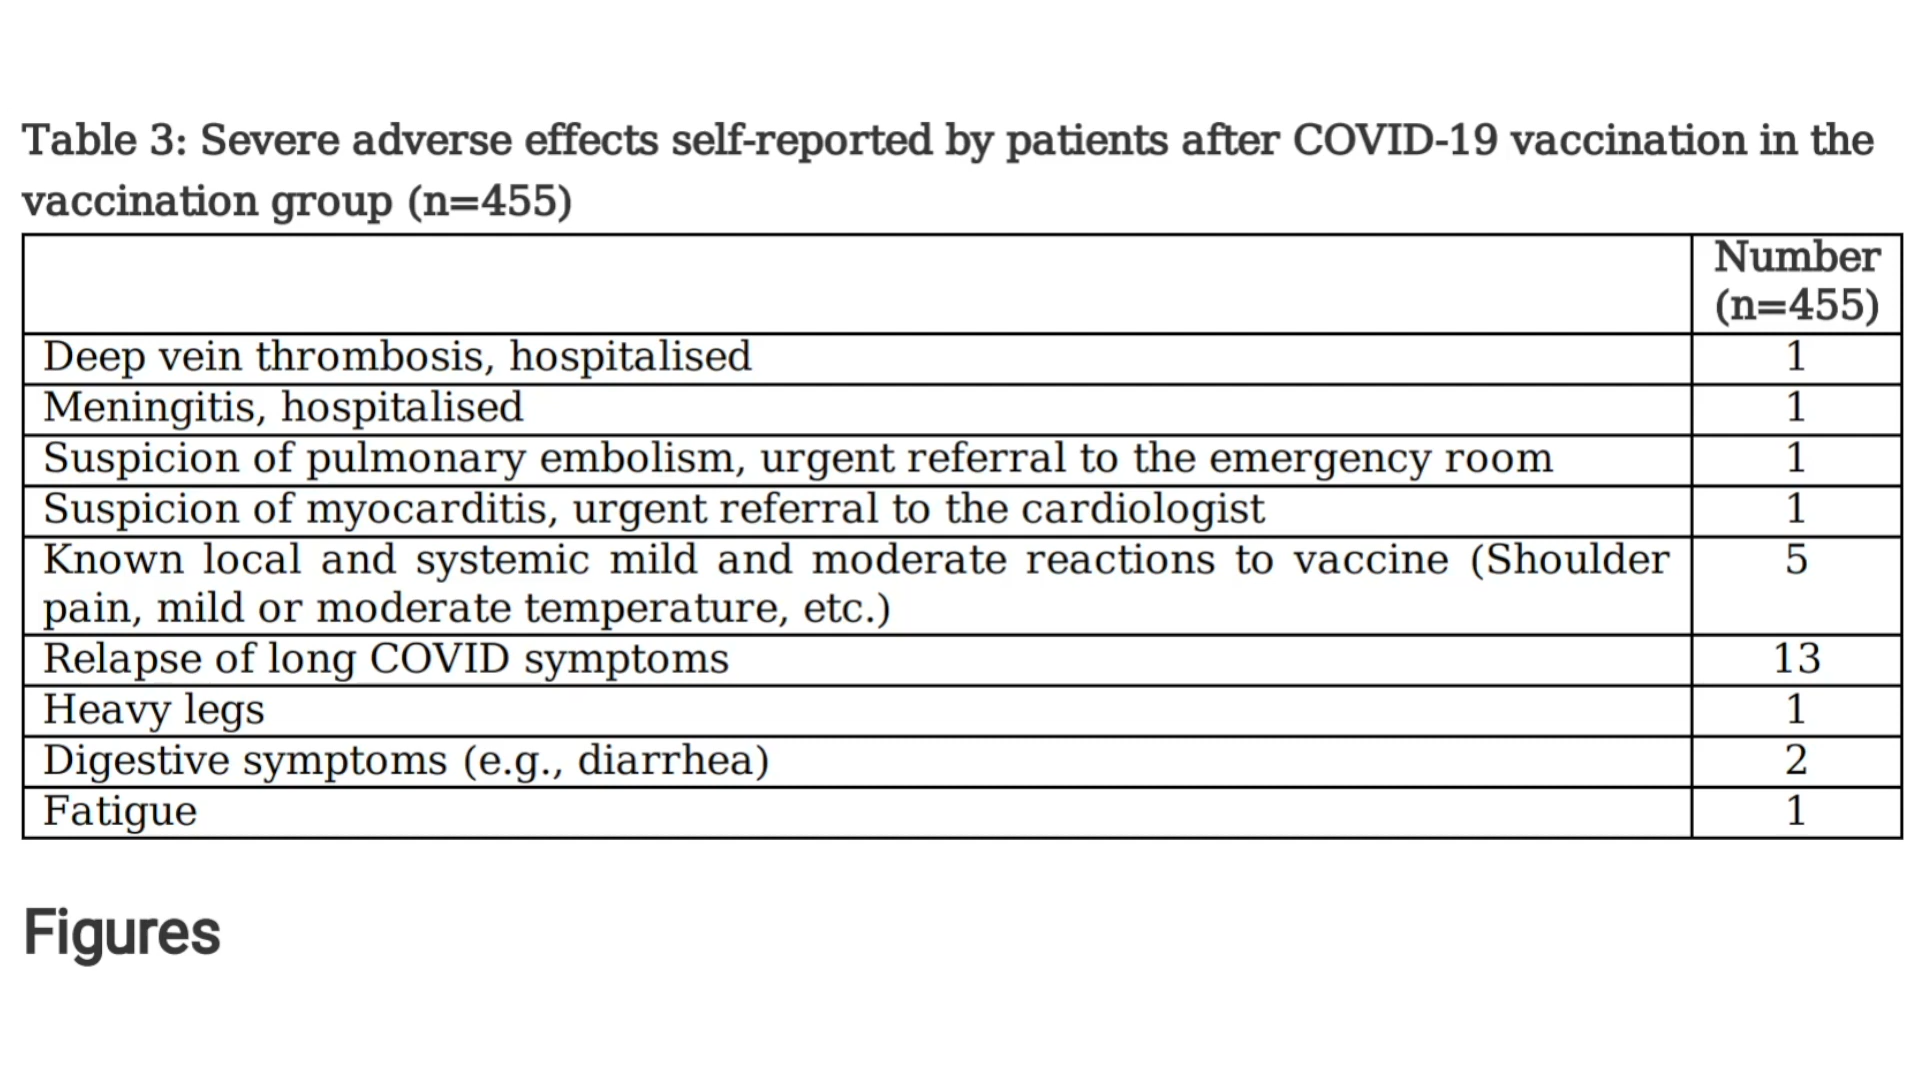 Table 3: Severe adverse effects self-reported by patients after COVID-19 vaccination in the
vaccination group (n=455)
Number
(n=455)
Deep vein thrombosis, hospitalised 1
Meningitis, hospitalised 1
Suspicion of pulmonary embolism, urgent referral to the emergency room 1
Suspicion of myocarditis, urgent referral to the cardiologist 1
Known local and systemic mild and moderate reactions to vaccine (Shoulder 5
pain, mild or moderate temperature, etc.)
Relapse of long COVID symptoms 13
Heavy legs 1
Digestive symptoms (e.g., diarrhea) 2
Fatigue 1
Figures